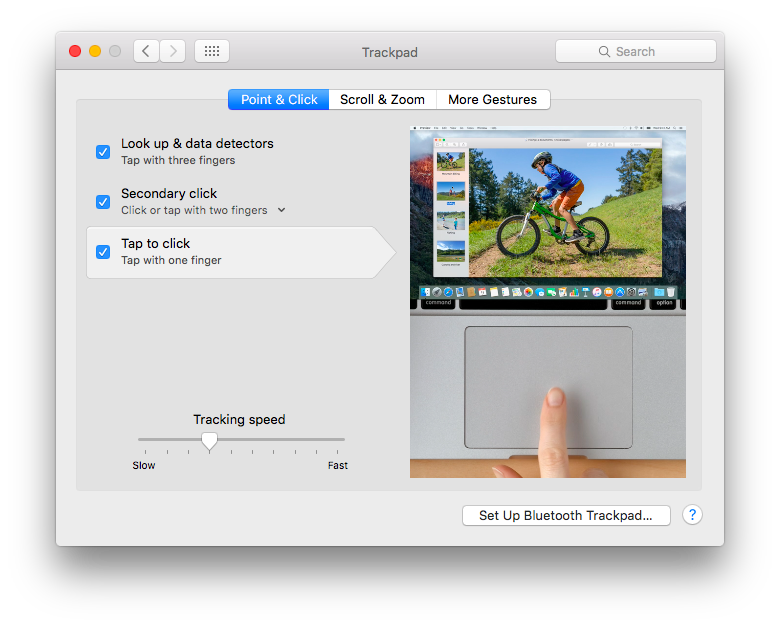 Trackpad
Search
Point & Click
Scroll & Zoom
More Gestures
Look up & data detectors
Tap with three fingers
Secondary click
Click or tap with two fingers
Tap to click
Tap with one finger
command
command
option
Tracking speed
Slow
Fast
Set Up Bluetooth Trackpad...
?